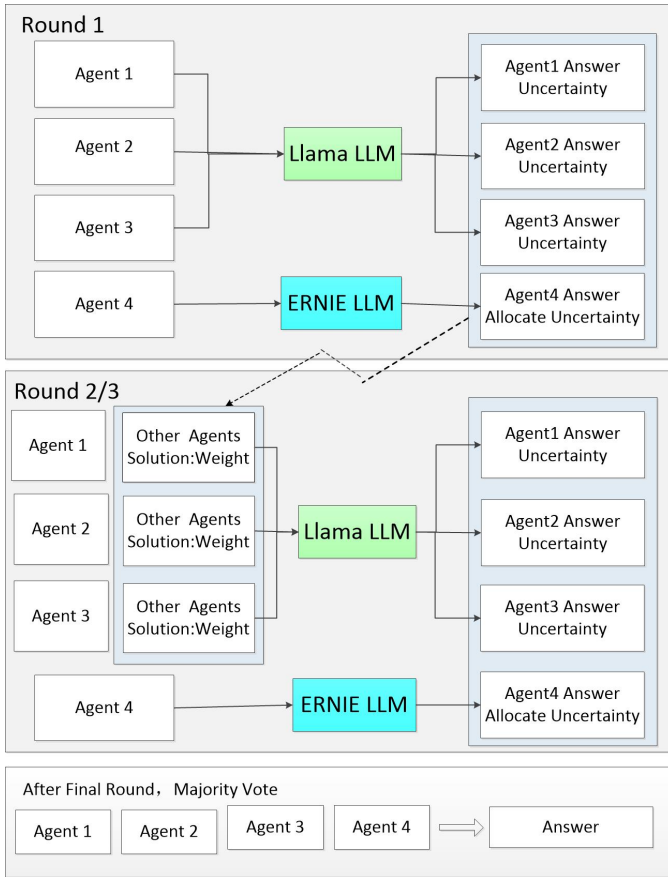 Round 1
Agent 1
Agent 2
Agent 3
Agent 4
Llama LLM
ERNIE LLM
Agent1 Answer
Uncertainty
Agent2 Answer
Uncertainty
Agent3 Answer
Uncertainty
Agent4 Answer
Allocate Uncertainty
Round 2/3
Agent 1
Agent 2
Agent 3
Agent 4
Other Agents
Solution:Weight
Other Agents
Solution:Weight
Other Agents
Solution:Weight
Llama LLM
ERNIE LLM
Agent1 Answer
Uncertainty
Agent2 Answer
Uncertainty
Agent3 Answer
Uncertainty
Agent4 Answer
Allocate Uncertainty
After Final Round，Majority Vote
Agent 1
Agent 2
Agent 3
Agent 4
Answer